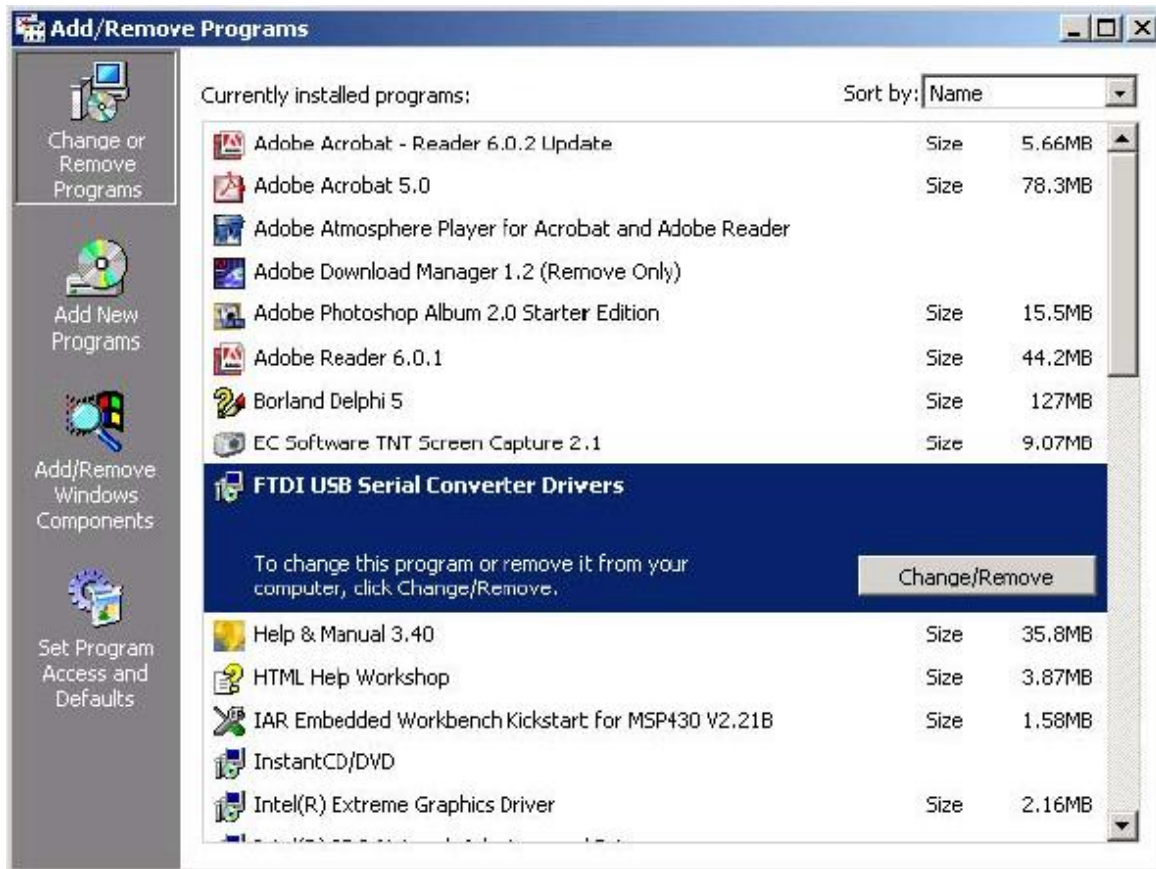 Add/Remove Programs
Change or
Remove
Programs
Add New
Programs
Add/Remove
Windows
Components
Set Program
Access and
Defaults
Currently installed programs:
Sort by: Name
Adobe Acrobat - Reader 6.0.2 Update Size 5.66MB
Adobe Acrobat 5.0 Size 78.3MB
Adobe Atmosphere Player for Acrobat and Adobe Reader
Adobe Download Manager 1.2 (Remove Only)
Adobe Photoshop Album 2.0 Starter Edition Size 15.5MB
Adobe Reader 6.0.1 Size 44.2MB
Borland Delphi 5 Size 127MB
EC Software TNT Screen Capture 2.1 Size 9.07MB
FTDI USB Serial Converter Drivers
To change this program or remove it from your
computer, click Change/Remove.
Change/Remove
Help & Manual 3.40 Size 35.8MB
HTML Help Workshop Size 3.87MB
IAR Embedded Workbench Kickstart for MSP430 V2.21B Size 1.58MB
InstantCD/DVD
Intel(R) Extreme Graphics Driver Size 2.16MB